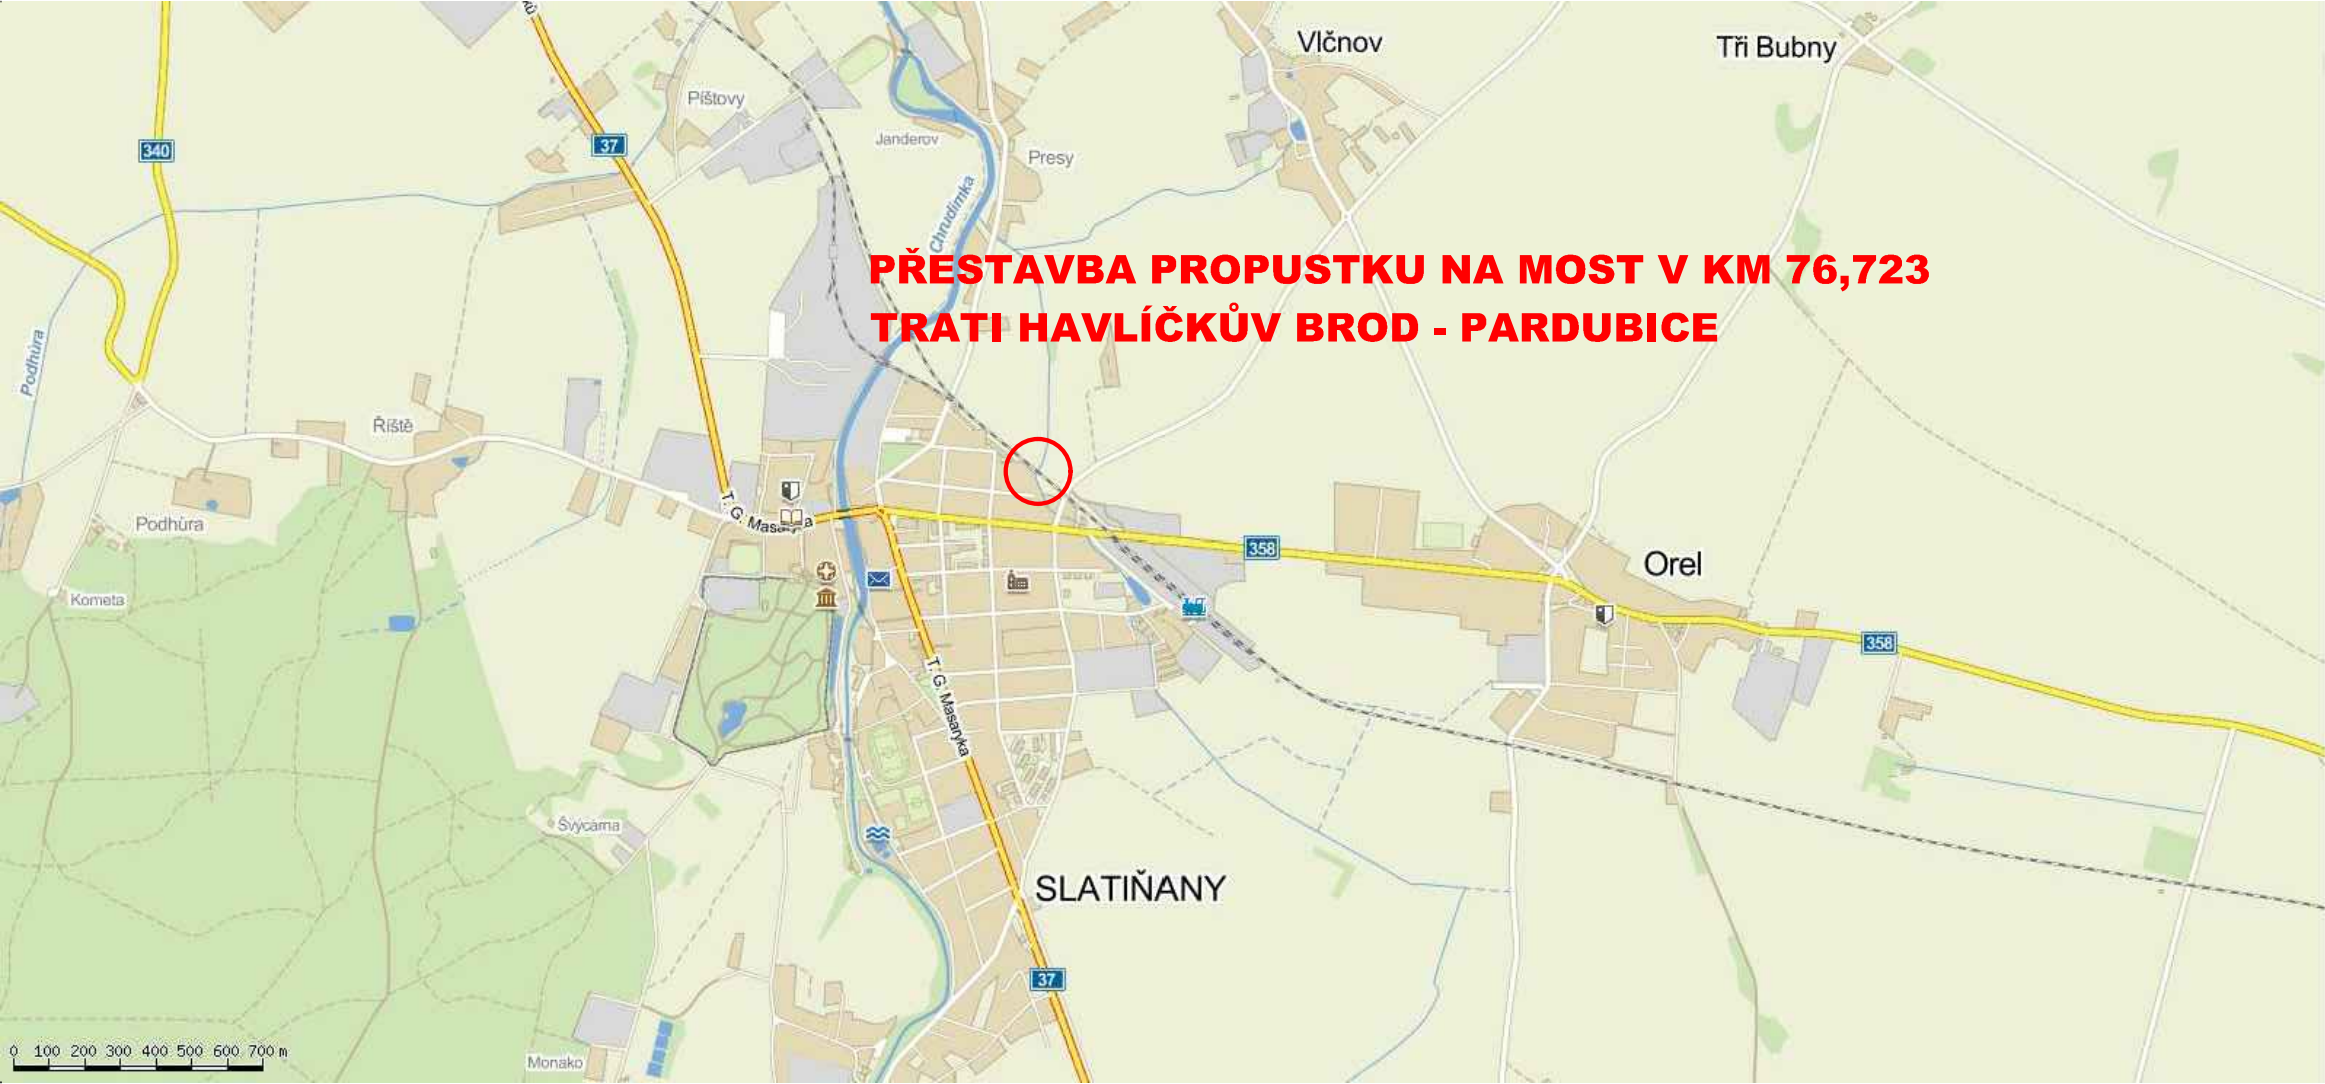 Vlčnov
Tři Bubny
Píštovy
37
340
Janderov
Presy
Chrudimka
PŘESTAVBA PROPUSTKU NA MOST V KM 76,723
TRATI HAVLÍČKŮV BROD - PARDUBICE
Podhůra
Říště
T. G. Masaryka
Podhůra
358
Orel
Kometa
358
T. G. Masaryka
Švýcárna
SLATIŇANY
37
0 100 200 300 400 500 600 700 m
Monako